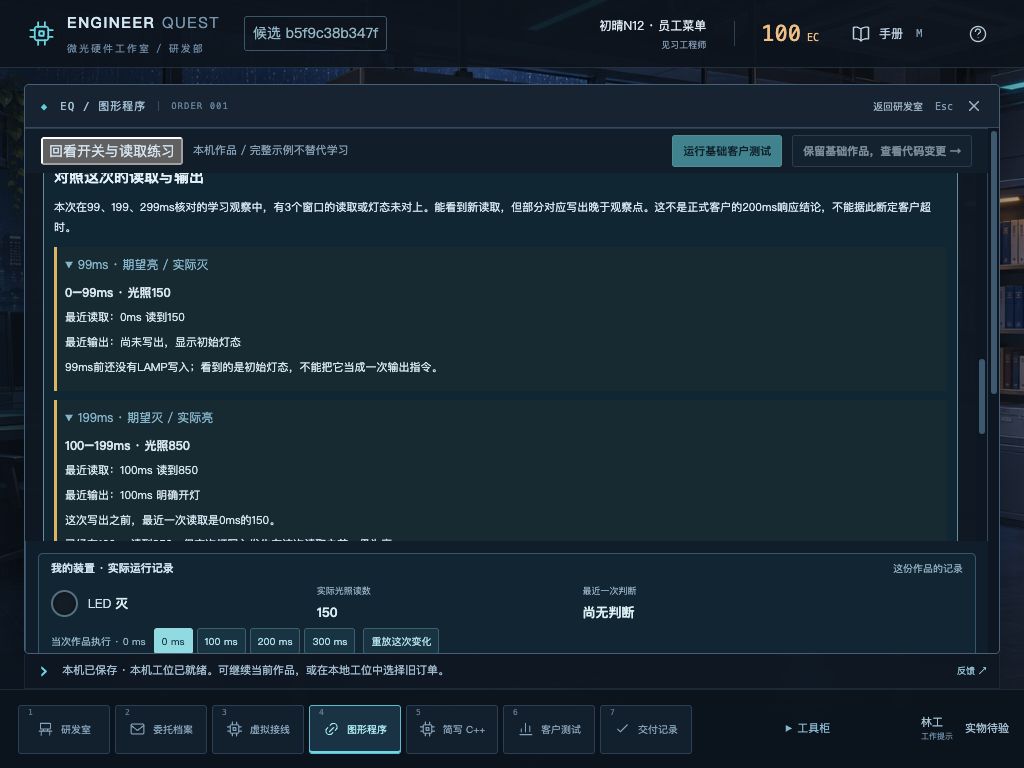 ENGINEER QUEST
微光硬件工作室 / 研发部
候选 b5f9c38b347f
初晴N12 · 员工菜单
见习工程师
100 EC
手册 M
EQ / 图形程序 | ORDER 001
返回研发室 Esc
回看开关与读取练习
本机作品 / 完整示例不替代学习
运行基础客户测试
保留基础作品，查看代码变更 →
对照这次的读取与输出
本次在99、199、299ms核对的学习观察中，有3个窗口的读取或灯态未对上。能看到新读取，但部分对应写出晚于观察点。这不是正式客户的200ms响应结论，不能据此断定客户超
时。
▼ 99ms · 期望亮 / 实际灭
0—99ms · 光照150
最近读取：0ms 读到150
最近输出：尚未写出，显示初始灯态
99ms前还没有LAMP写入；看到的是初始灯态，不能把它当成一次输出指令。
▼ 199ms · 期望灭 / 实际亮
100—199ms · 光照850
最近读取：100ms 读到850
最近输出：100ms 明确开灯
这次写出之前，最近一次读取是0ms的150。
我的装置 · 实际运行记录
这份作品的记录
LED 灭
实际光照读数
150
最近一次判断
尚无判断
当次作品执行 · 0 ms
0 ms
100 ms
200 ms
300 ms
重放这次变化
本机已保存 · 本机工位已就绪。可继续当前作品，或在本地工位中选择旧订单。
反馈 ↗
1 研发室
2 委托档案
3 虚拟接线
4 图形程序
5 简写 C++
6 客户测试
7 交付记录
▶ 工具柜
林工
工作提示
实物待验